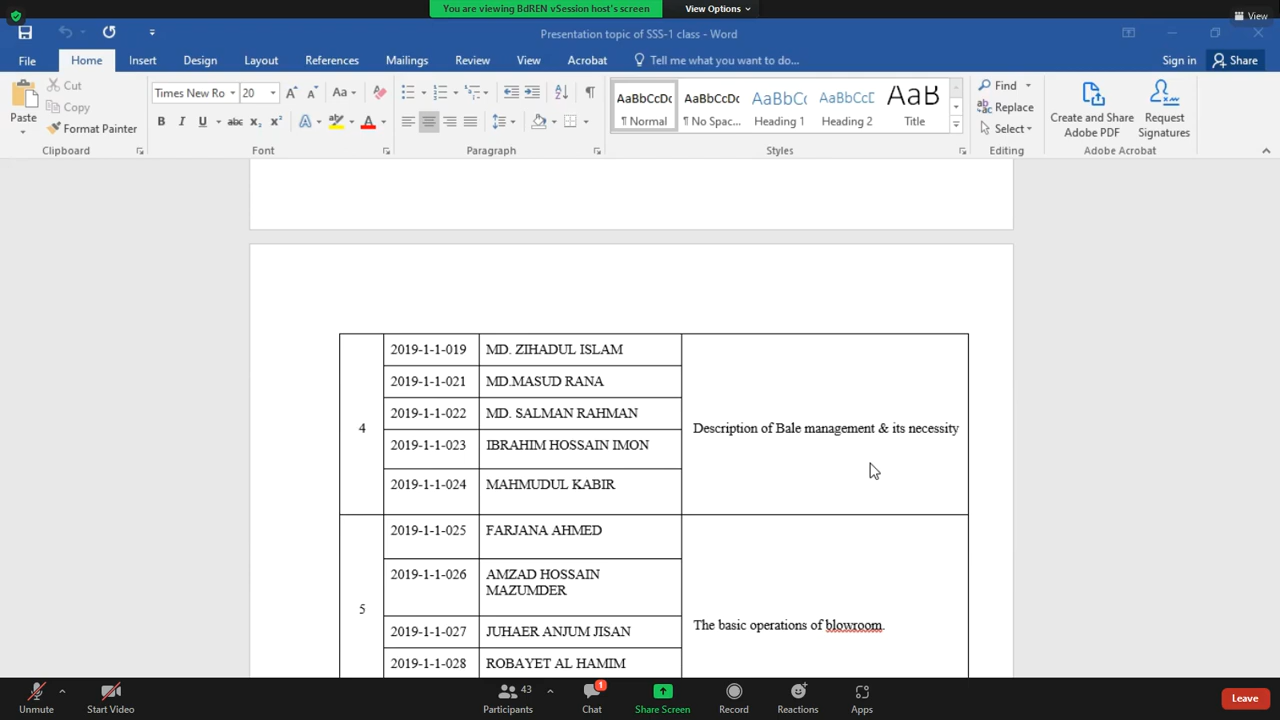 You are viewing BdREN vSession host's screen
View Options
View
Presentation topic of SSS-1 class - Word
File
Home
Insert
Design
Layout
References
Mailings
Review
View
Acrobat
Tell me what you want to do...
Sign in
Share
Paste
Cut
Copy
Format Painter
Clipboard
Times New Ro
20
Aa
B I U abc x₂ x²
A
A
Font
Paragraph
AaBbCcDc
¶ Normal
AaBbCcDc
¶ No Spac...
AaBbCc
Heading 1
AaBbCcE
Heading 2
AaB
Title
Styles
Find
Replace
Select
Editing
Create and Share
Adobe PDF
Request
Signatures
Adobe Acrobat
4
2019-1-1-019 MD. ZIHADUL ISLAM
2019-1-1-021 MD.MASUD RANA
2019-1-1-022 MD. SALMAN RAHMAN
2019-1-1-023 IBRAHIM HOSSAIN IMON
2019-1-1-024 MAHMUDUL KABIR
Description of Bale management & its necessity
5
2019-1-1-025 FARJANA AHMED
2019-1-1-026 AMZAD HOSSAIN
MAZUMDER
2019-1-1-027 JUHAER ANJUM JISAN
2019-1-1-028 ROBAYET AL HAMIM
The basic operations of blowroom.
Unmute
Start Video
43
Participants
1
Chat
Share Screen
Record
Reactions
Apps
Leave